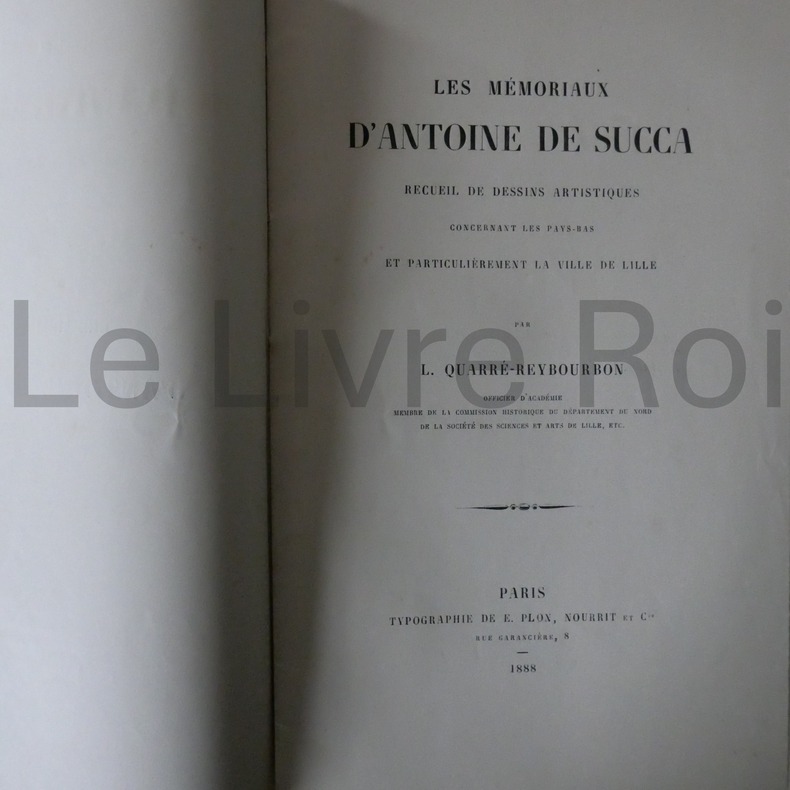 LES MÉMORIAUX
D'ANTOINE DE SUCCA
RECUEIL DE DESSINS ARTISTIQUES
CONCERNANT LES PAYS-BAS
ET PARTICULIÈREMENT LA VILLE DE LILLE
Le Livre Roi
PAR
L. QUARRÉ-REYBOURBON
OFFICIER D'ACADÉMIE
MEMBRE DE LA COMMISSION HISTORIQUE DU DÉPARTEMENT DU NORD
DE LA SOCIÉTÉ DES SCIENCES ET ARTS DE LILLE, ETC.
PARIS
TYPOGRAPHIE DE E. PLON, NOURRIT ET Cie
RUE GARANCIÈRE, 8
1888